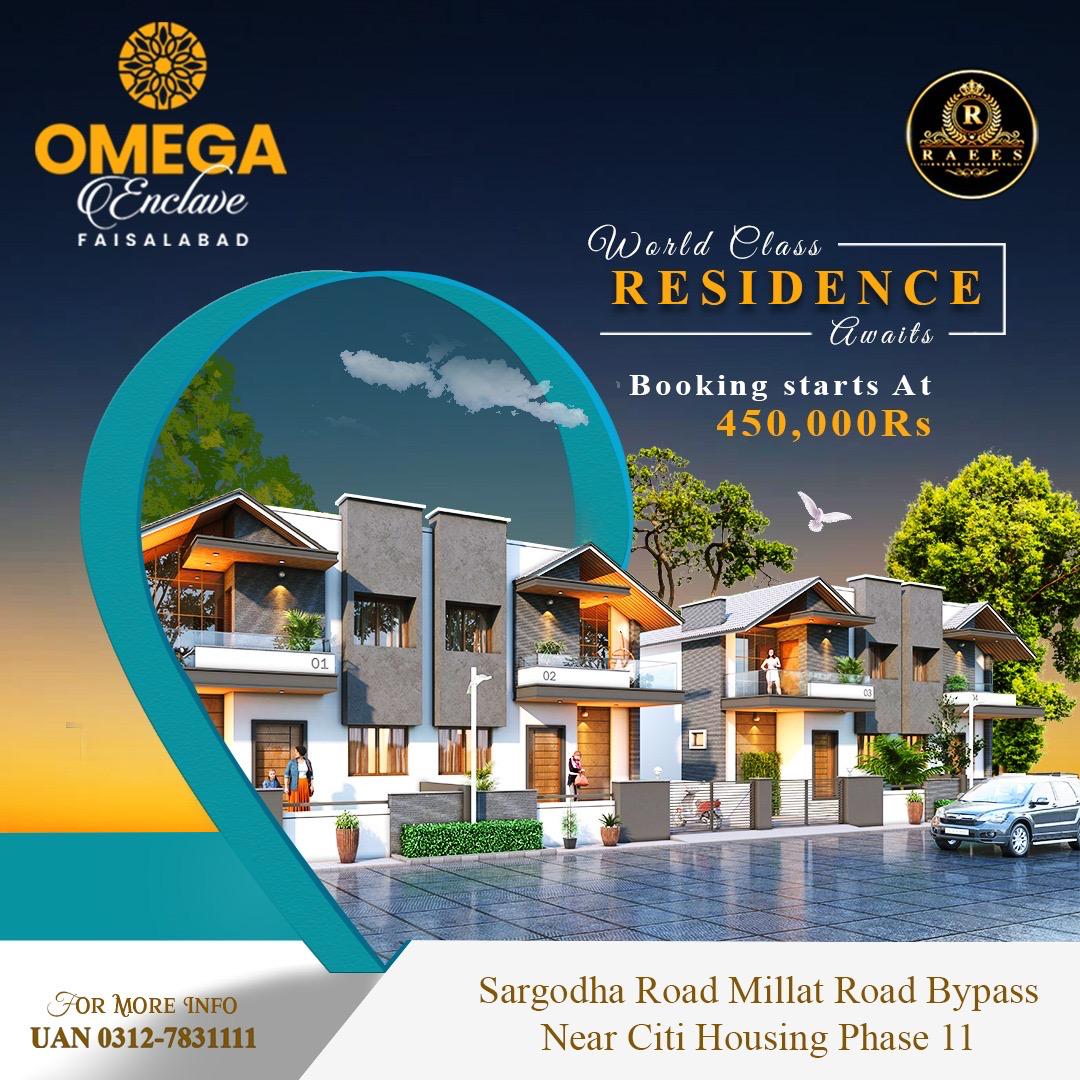 OMEGA
Enclave
FAISALABAD
R
RAEES
World Class
RESIDENCE
Awaits
Booking starts At
450,000Rs
01
02
03
For More Info
UAN 0312-7831111
Sargodha Road Millat Road Bypass
Near Citi Housing Phase 11